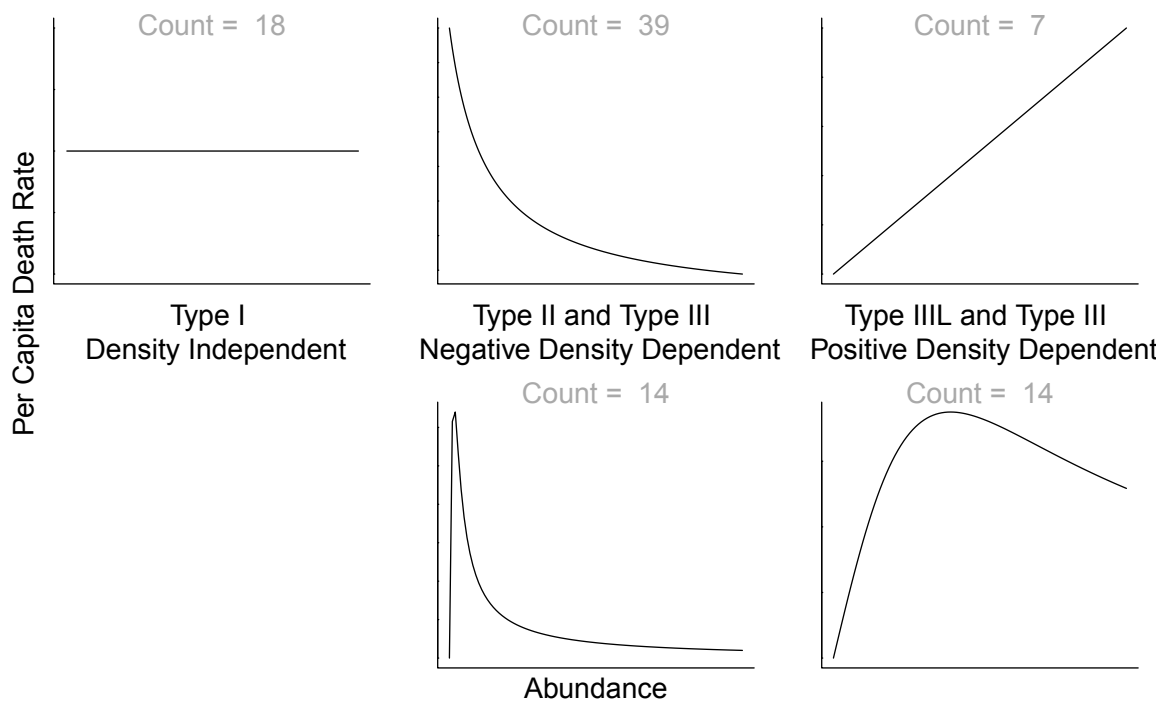 Count = 18
Count = 39
Count = 7
Per Capita Death Rate
Type I
Density Independent
Type II and Type III
Negative Density Dependent
Type IIIL and Type III
Positive Density Dependent
Count = 14
Count = 14
Abundance